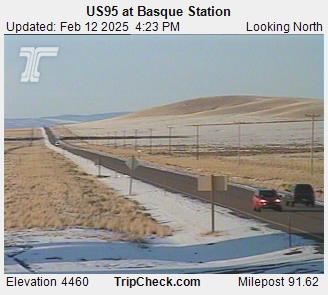 US95 at Basque Station
Updated: Feb 12 2025 4:23 PM Looking North
Elevation 4460 TripCheck.com Milepost 91.62